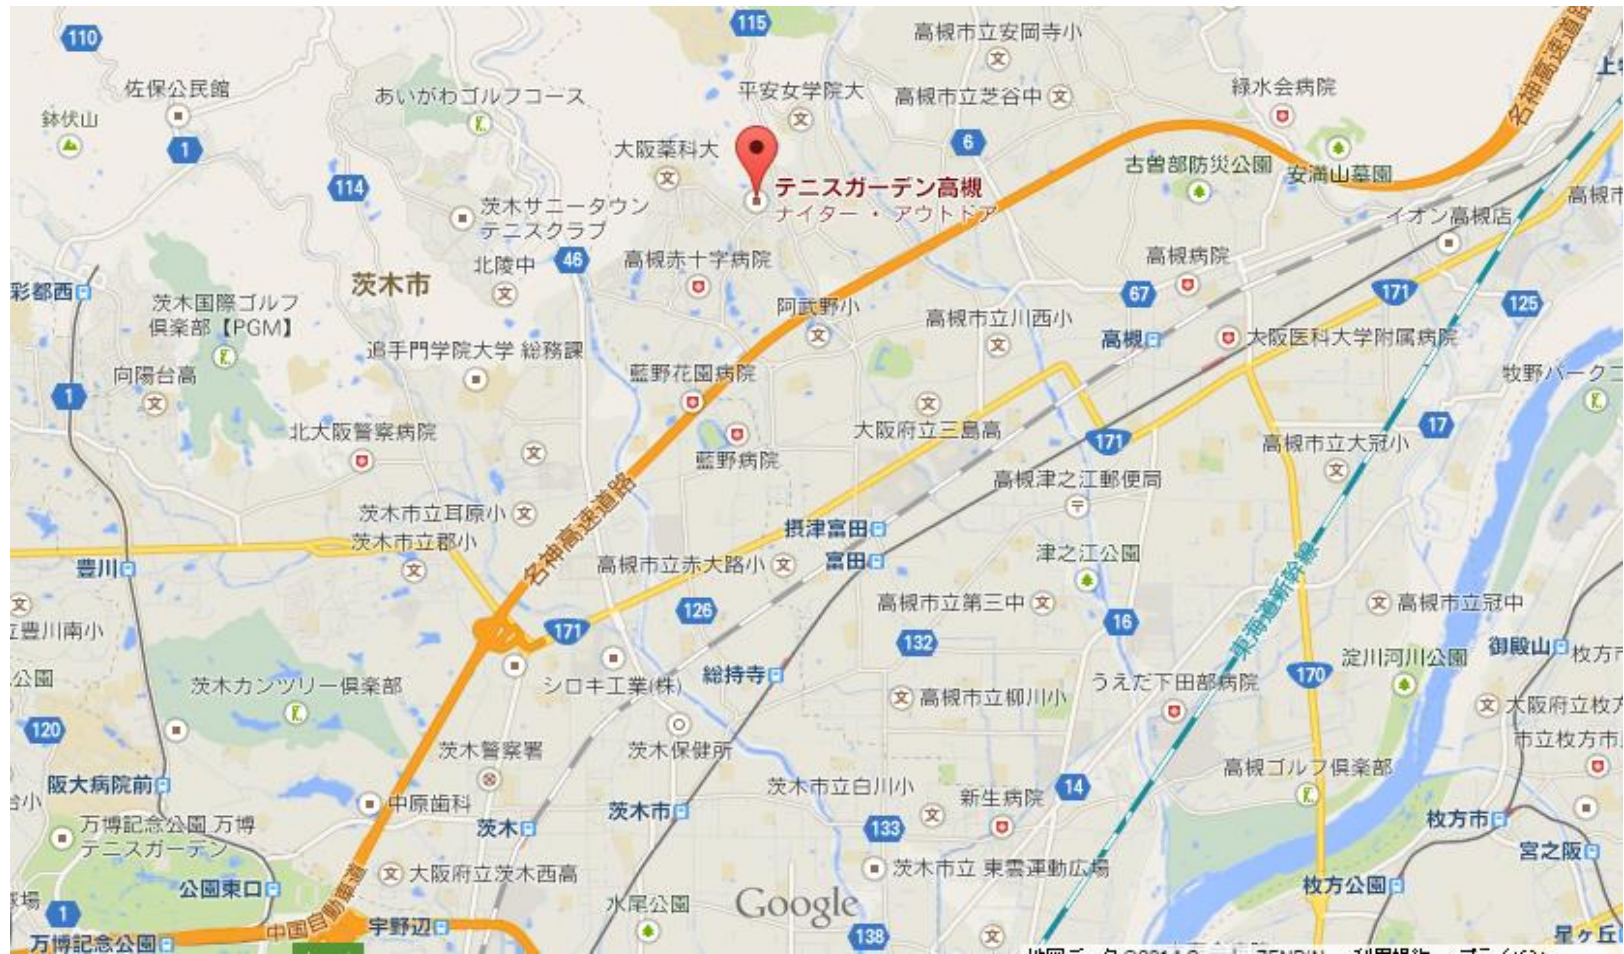 110
115
高槻市立安岡寺小
佐保公民館
あいがわゴルフコース
平安女学院大
高槻市立芝谷中
緑水会病院
名神高速道路
鉢伏山
1
6
大阪薬科大
古曽部防災公園
安満山墓園
114
テニスガーデン高槻
ナイター・アウトドア
茨木サニータウン
テニスクラブ
イオン高槻店
高槻市
北陵中
46
高槻赤十字病院
高槻病院
茨木市
彩都西
67
171
125
茨木国際ゴルフ
倶楽部【PGM】
阿武野小
高槻市立川西小
高槻
大阪医科大学附属病院
追手門学院大学 総務課
向陽台高
藍野花園病院
牧野パーク
1
17
北大阪警察病院
大阪府立三島高
171
高槻市立大冠小
藍野病院
高槻津之江郵便局
茨木市立耳原小
名神高速道路
摂津富田
茨木市立郡小
豊川
高槻市立赤大路小
富田
津之江公園
東海道新幹線
126
高槻市立第三中
高槻市立冠中
171
16
立豊川南小
132
御殿山
枚方市
淀川河川公園
公園
茨木カンツリー倶楽部
シロキ工業(株)
総持寺
うえだ下田部病院
170
高槻市立柳川小
大阪府立枚方
120
茨木警察署
茨木保健所
市立枚方市
高槻ゴルフ倶楽部
阪大病院前
茨木市立白川小
14
台小
中原歯科
茨木市
新生病院
万博記念公園 万博
テニスガーデン
茨木
133
枚方市
宮之阪
大阪府立茨木西高
茨木市立 東雲運動広場
公園東口
枚方公園
中国自動車道
水尾公園
Google
1
宇野辺
138
万博記念公園
星ヶ丘